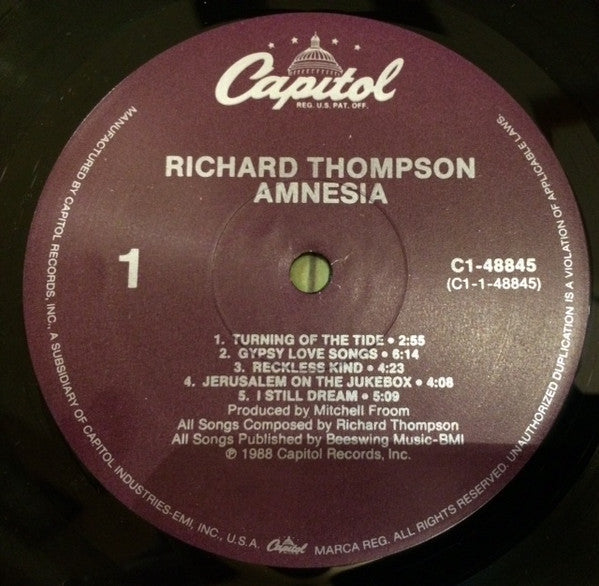 Capitol
REG. U.S. PAT. OFF.
RICHARD THOMPSON
AMNESIA
1
C1-48845
(C1-1-48845)
1. TURNING OF THE TIDE • 2:55
2. GYPSY LOVE SONGS • 6:14
3. RECKLESS KIND • 4:23
4. JERUSALEM ON THE JUKEBOX • 4:08
5. I STILL DREAM • 5:09
Produced by Mitchell Froom
All Songs Composed by Richard Thompson
All Songs Published by Beeswing Music-BMI
℗ 1988 Capitol Records, Inc.
MANUFACTURED BY CAPITOL RECORDS, INC., A SUBSIDIARY OF CAPITOL INDUSTRIES-EMI, INC., U.S.A. Capitol MARCA REG. ALL RIGHTS RESERVED. UNAUTHORIZED DUPLICATION IS A VIOLATION OF APPLICABLE LAWS.